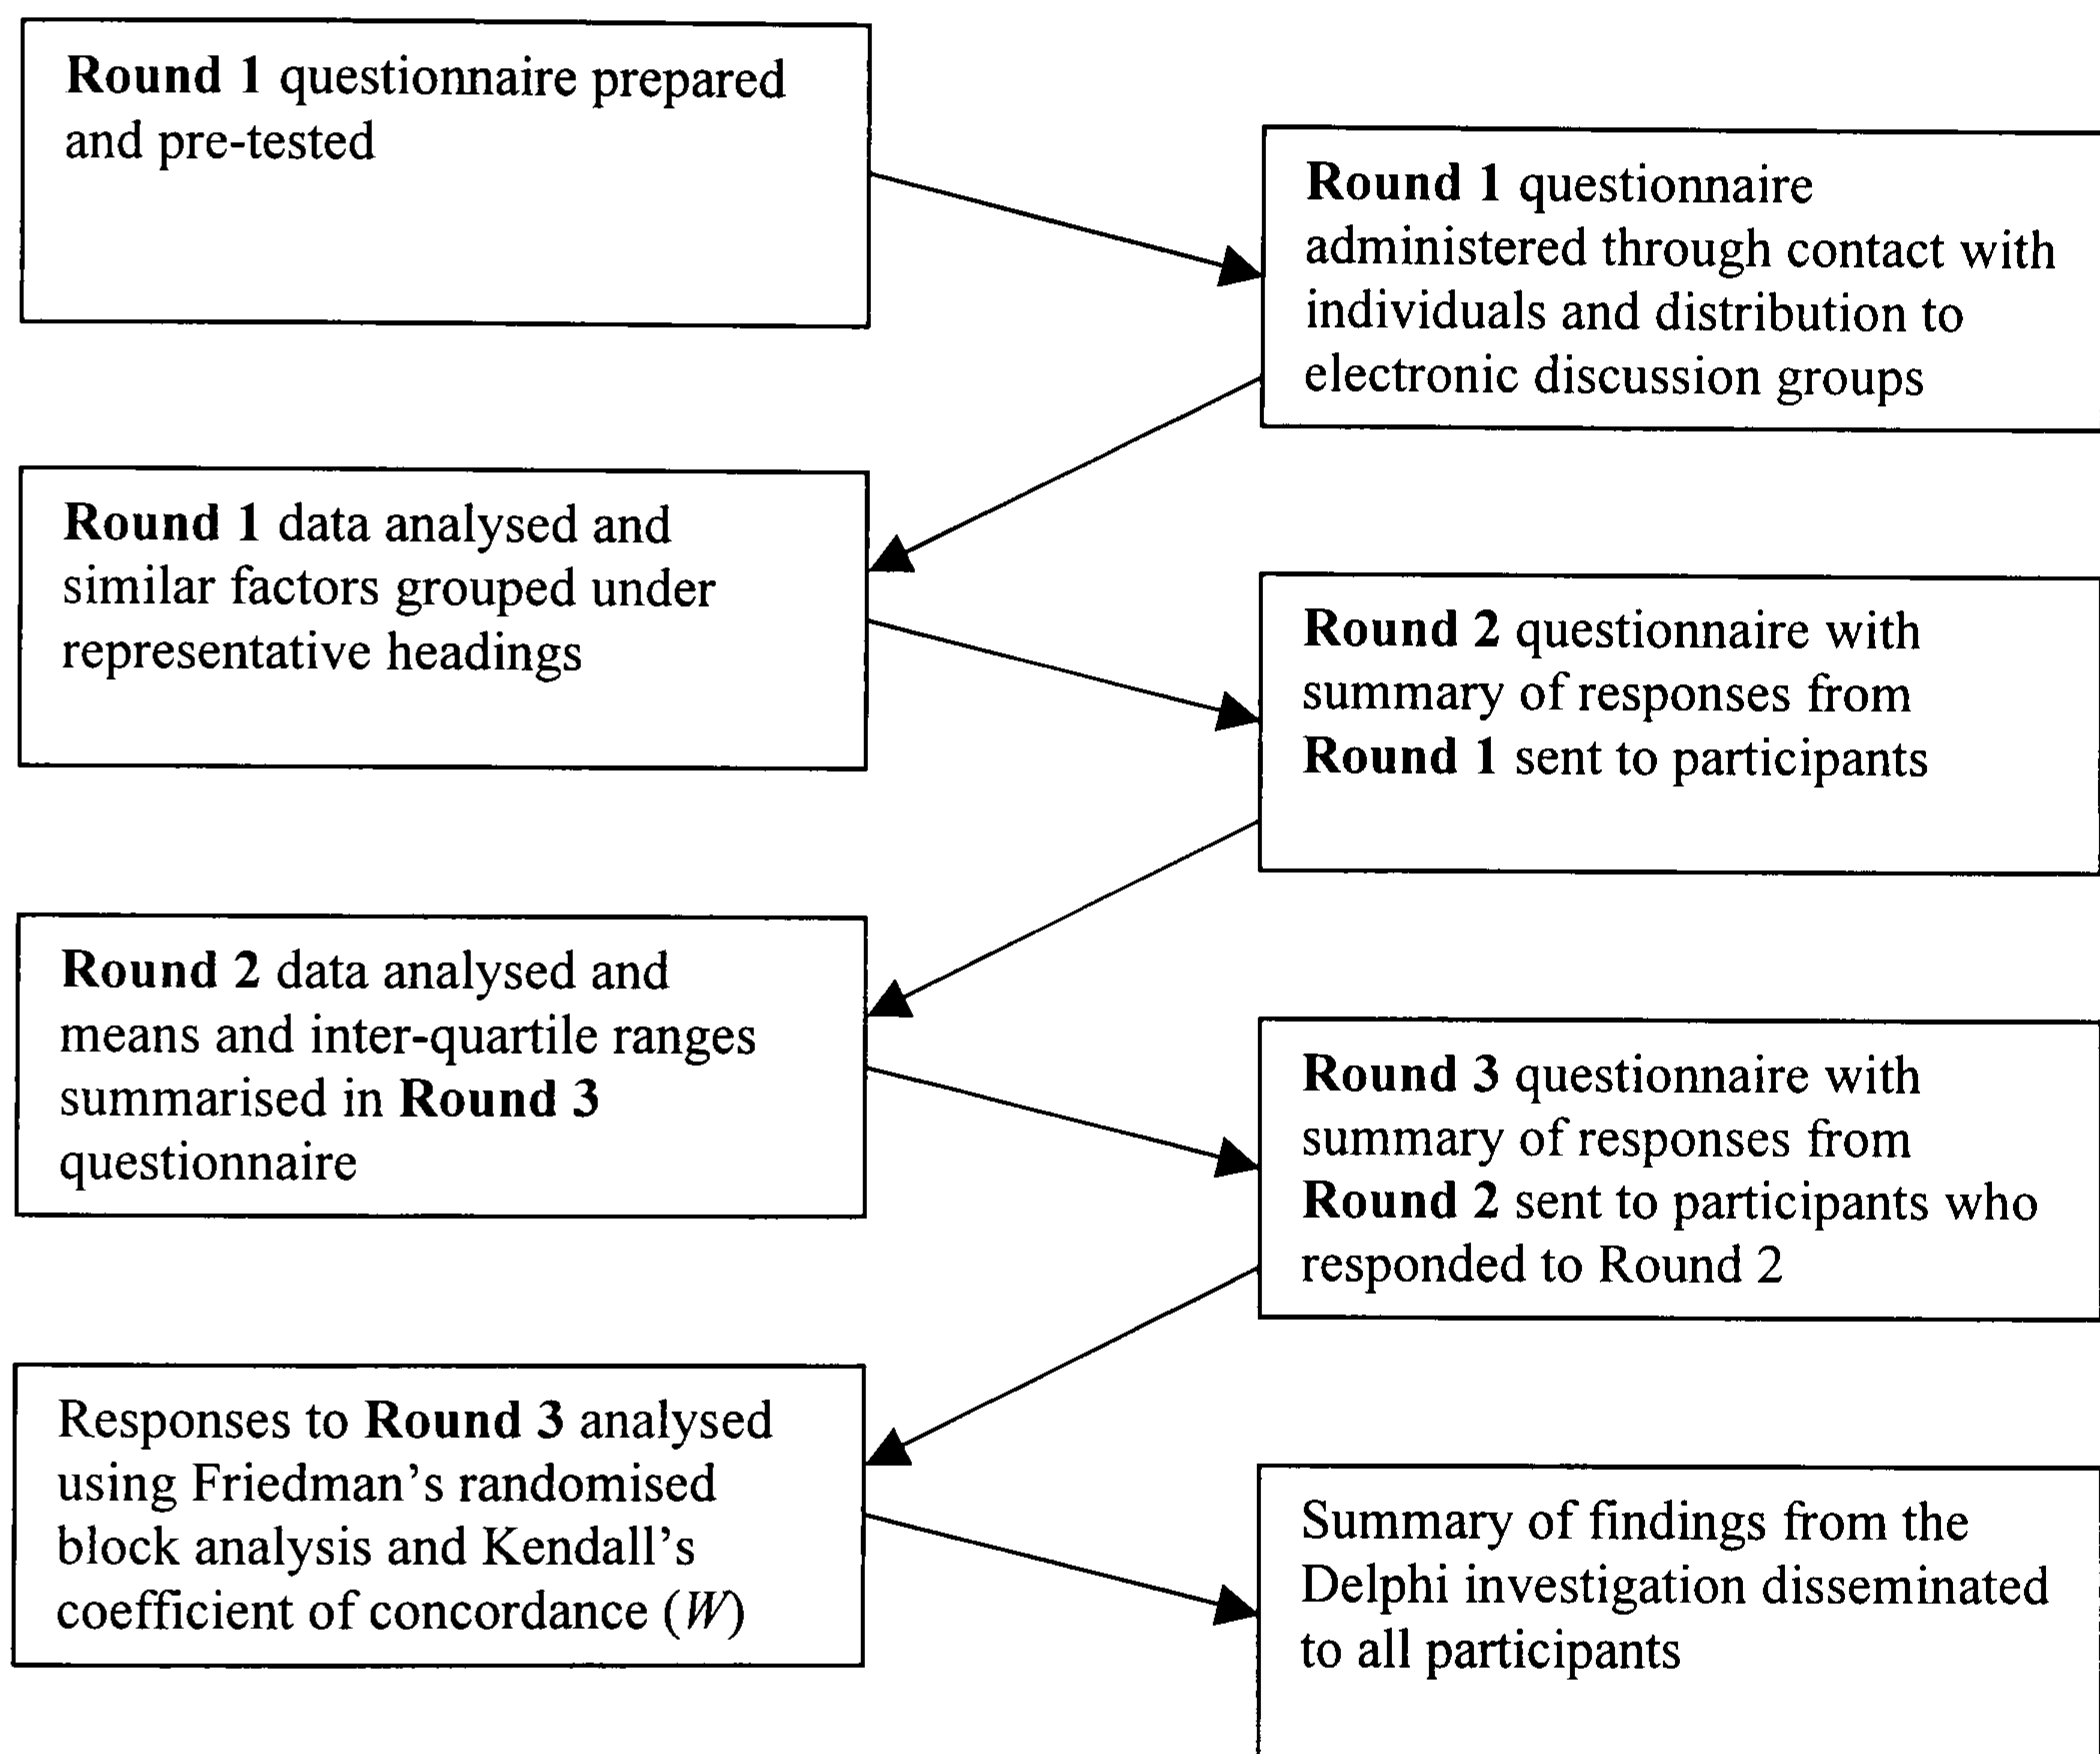 Round 1 questionnaire prepared
and pre-tested
Round 1 questionnaire
administered through contact with
individuals and distribution to
electronic discussion groups
Round 1 data analysed and
similar factors grouped under
representative headings
Round 2 questionnaire with
summary of responses from
Round 1 sent to participants
Round 2 data analysed and
means and inter-quartile ranges
summarised in Round 3
questionnaire
Round 3 questionnaire with
summary of responses from
Round 2 sent to participants who
responded to Round 2
Responses to Round 3 analysed
using Friedman's randomised
block analysis and Kendall's
coefficient of concordance (W)
Summary of findings from the
Delphi investigation disseminated
to all participants